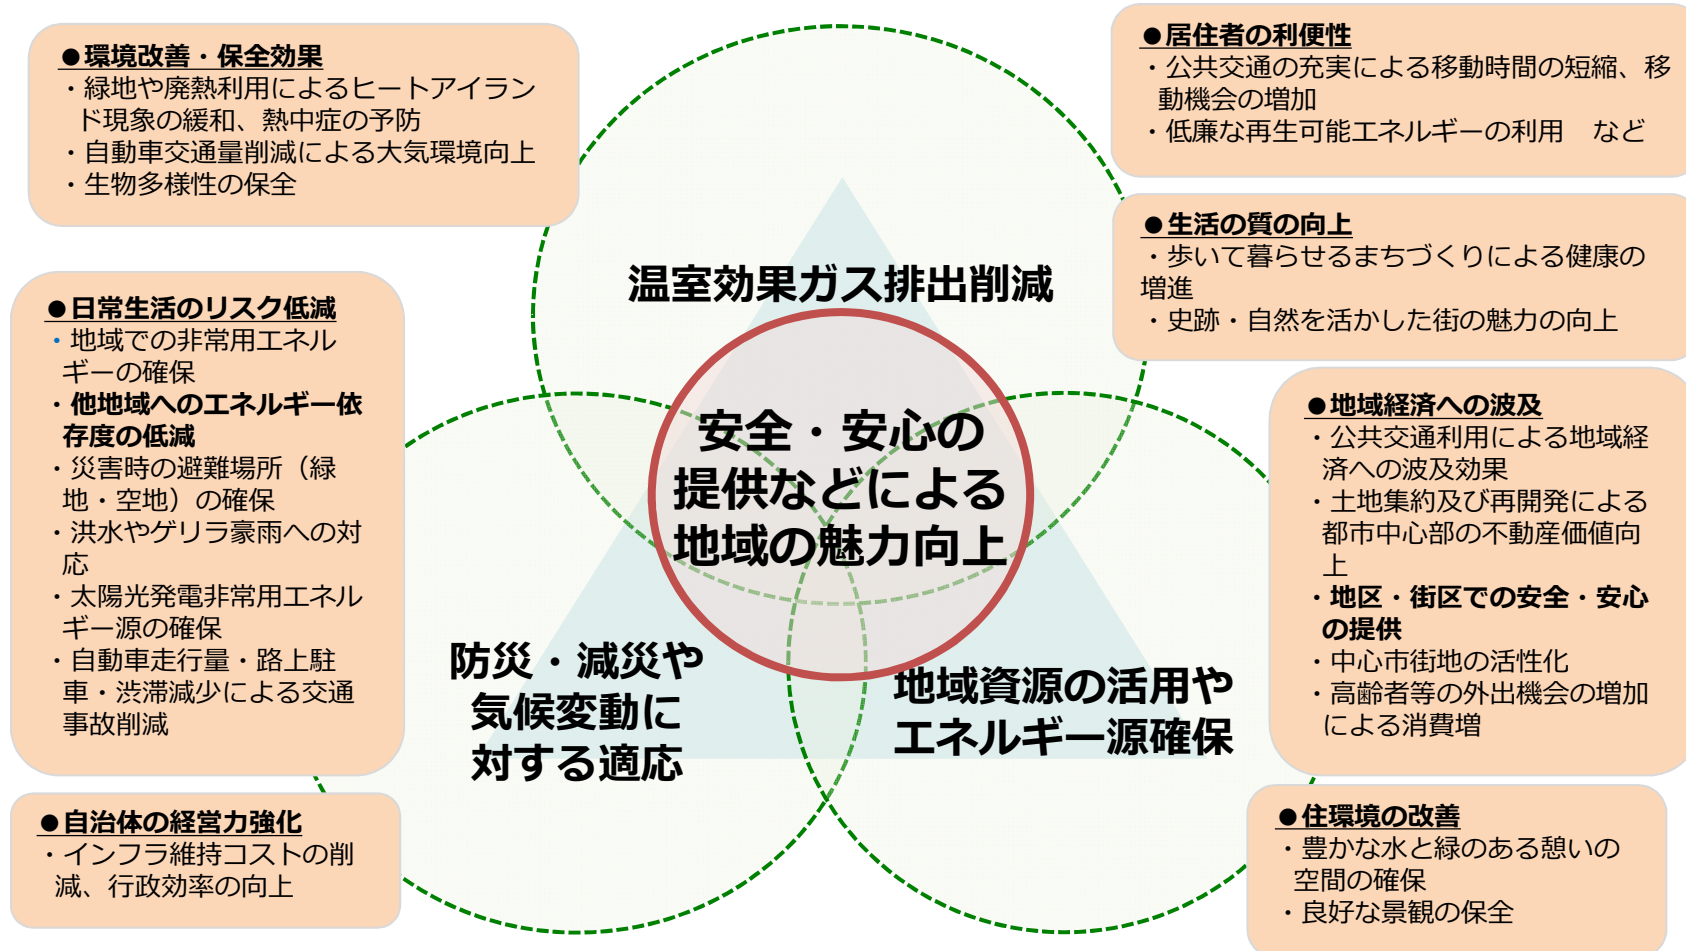 ●環境改善・保全効果
・緑地や廃熱利用によるヒートアイラン
ド現象の緩和、熱中症の予防
・自動車交通量削減による大気環境向上
・生物多様性の保全
●居住者の利便性
・公共交通の充実による移動時間の短縮、移
動機会の増加
・低廉な再生可能エネルギーの利用　など
●生活の質の向上
・歩いて暮らせるまちづくりによる健康の
増進
・史跡・自然を活かした街の魅力の向上
●日常生活のリスク低減
・地域での非常用エネル
ギーの確保
・他地域へのエネルギー依
存度の低減
・災害時の避難場所（緑
地・空地）の確保
・洪水やゲリラ豪雨への対
応
・太陽光発電非常用エネル
ギー源の確保
・自動車走行量・路上駐
車・渋滞減少による交通
事故削減
温室効果ガス排出削減
安全・安心の
提供などによる
地域の魅力向上
防災・減災や
気候変動に
対する適応
地域資源の活用や
エネルギー源確保
●地域経済への波及
・公共交通利用による地域経
済への波及効果
・土地集約及び再開発による
都市中心部の不動産価値向
上
・地区・街区での安全・安心
の提供
・中心市街地の活性化
・高齢者等の外出機会の増加
による消費増
●自治体の経営力強化
・インフラ維持コストの削
減、行政効率の向上
●住環境の改善
・豊かな水と緑のある憩いの
空間の確保
・良好な景観の保全